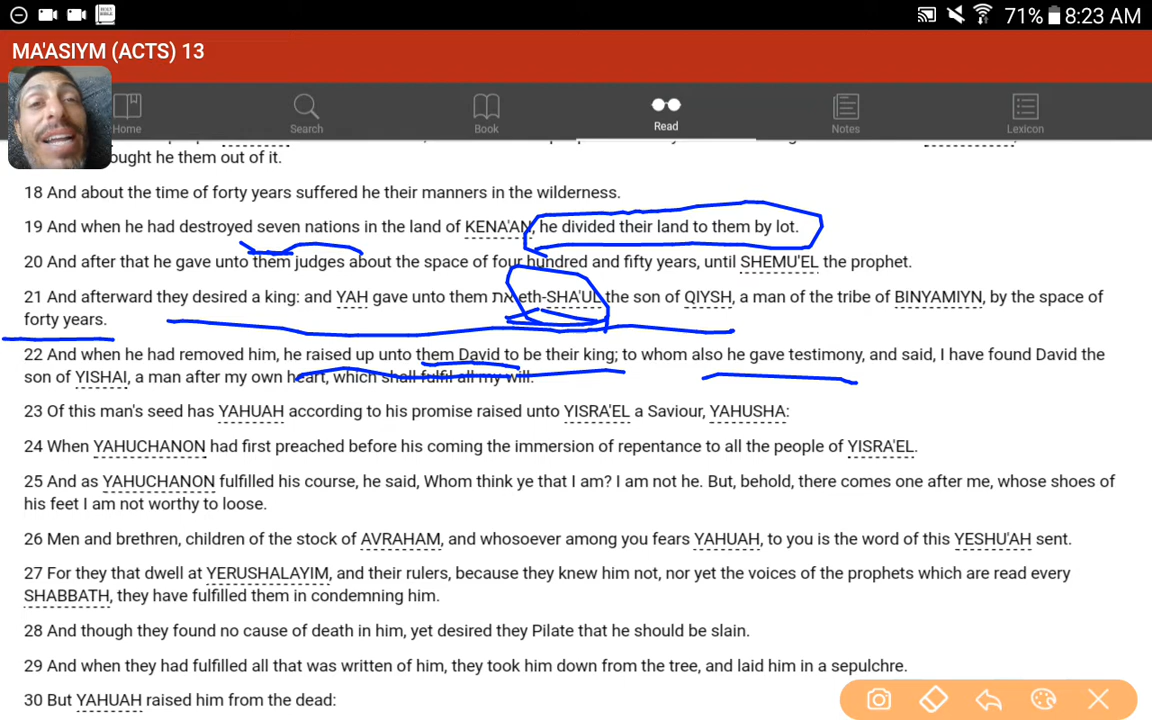 71% 8:23 AM
MA'ASIYM (ACTS) 13
Home Search Book Read Notes Lexicon
ought he them out of it.
18 And about the time of forty years suffered he their manners in the wilderness.
19 And when he had destroyed seven nations in the land of KENA'AN, he divided their land to them by lot.
20 And after that he gave unto them judges about the space of four hundred and fifty years, until SHEMU'EL the prophet.
21 And afterward they desired a king: and YAH gave unto them את eth-SHA'UL the son of QIYSH, a man of the tribe of BINYAMIYN, by the space of
forty years.
22 And when he had removed him, he raised up unto them David to be their king; to whom also he gave testimony, and said, I have found David the
son of YISHAI, a man after my own heart, which shall fulfil all my will.
23 Of this man's seed has YAHUAH according to his promise raised unto YISRA'EL a Saviour, YAHUSHA:
24 When YAHUCHANON had first preached before his coming the immersion of repentance to all the people of YISRA'EL.
25 And as YAHUCHANON fulfilled his course, he said, Whom think ye that I am? I am not he. But, behold, there comes one after me, whose shoes of
his feet I am not worthy to loose.
26 Men and brethren, children of the stock of AVRAHAM, and whosoever among you fears YAHUAH, to you is the word of this YESHU'AH sent.
27 For they that dwell at YERUSHALAYIM, and their rulers, because they knew him not, nor yet the voices of the prophets which are read every
SHABBATH, they have fulfilled them in condemning him.
28 And though they found no cause of death in him, yet desired they Pilate that he should be slain.
29 And when they had fulfilled all that was written of him, they took him down from the tree, and laid him in a sepulchre.
30 But YAHUAH raised him from the dead: